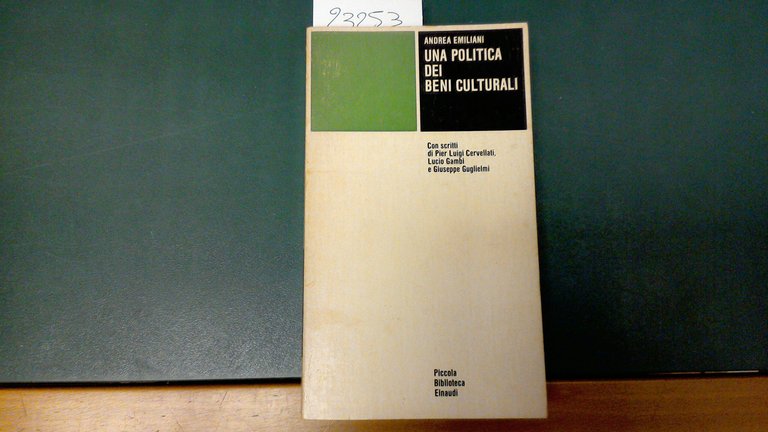 93253
ANDREA EMILIANI
UNA POLITICA
DEI
BENI CULTURALI
Con scritti
di Pier Luigi Cervellati,
Lucio Gambi
e Giuseppe Guglielmi
Piccola
Biblioteca
Einaudi